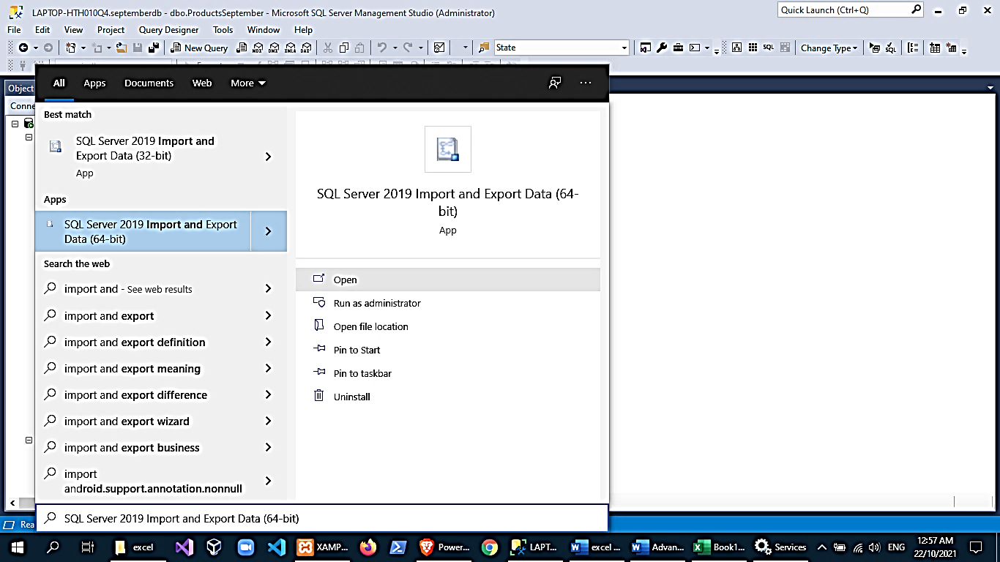 LAPTOP-HTH010Q4.septemberdb - dbo.ProductsSeptember - Microsoft SQL Server Management Studio (Administrator)
Quick Launch (Ctrl+Q)
File Edit View Project Query Designer Tools Window Help
New Query MDX DMX XMLA DAX State SQL Change Type
All Apps Documents Web More
Object
Conne
Best match
SQL Server 2019 Import and
Export Data (32-bit)
App
Apps
SQL Server 2019 Import and Export
Data (64-bit)
Search the web
import and - See web results
import and export
import and export definition
import and export meaning
import and export difference
import and export wizard
import and export business
import
android.support.annotation.nonnull
SQL Server 2019 Import and Export Data (64-
bit)
App
Open
Run as administrator
Open file location
Pin to Start
Pin to taskbar
Uninstall
SQL Server 2019 Import and Export Data (64-bit)
Rea
excel XAMP... Power... LAPT... excel ... Advan... Book1... Services ENG
12:57 AM
22/10/2021